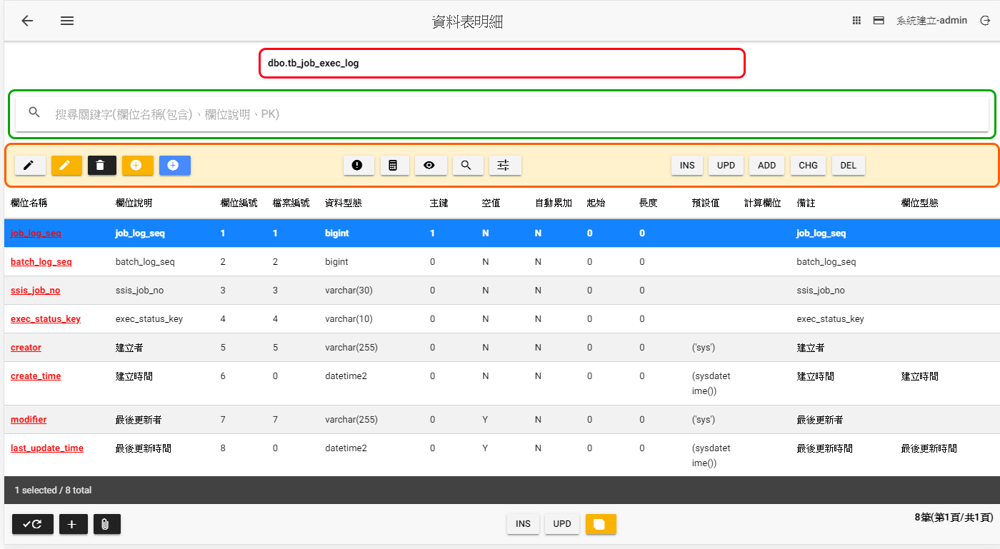 資料表明細
系統建立-admin
dbo.tb_job_exec_log
搜尋關鍵字(欄位名稱(包含)、欄位說明、PK)
INS UPD ADD CHG DEL
欄位名稱 欄位說明 欄位編號 檔案編號 資料型態 主鍵 空值 自動累加 起始 長度 預設值 計算欄位 備註 欄位型態
job_log_seq job_log_seq 1 1 bigint 1 N N 0 0 job_log_seq
batch_log_seq batch_log_seq 2 2 bigint 0 N N 0 0 batch_log_seq
ssis_job_no ssis_job_no 3 3 varchar(30) 0 N N 0 0 ssis_job_no
exec_status_key exec_status_key 4 4 varchar(10) 0 N N 0 0 exec_status_key
creator 建立者 5 5 varchar(255) 0 N N 0 0 ('sys') 建立者
create_time 建立時間 6 0 datetime2 0 N N 0 0 (sysdatet 建立時間 建立時間
ime())
modifier 最後更新者 7 7 varchar(255) 0 Y N 0 0 ('sys') 最後更新者
last_update_time 最後更新時間 8 0 datetime2 0 Y N 0 0 (sysdatet 最後更新時間 最後更新時間
ime())
1 selected / 8 total
INS UPD
8筆(第1頁/共1頁)